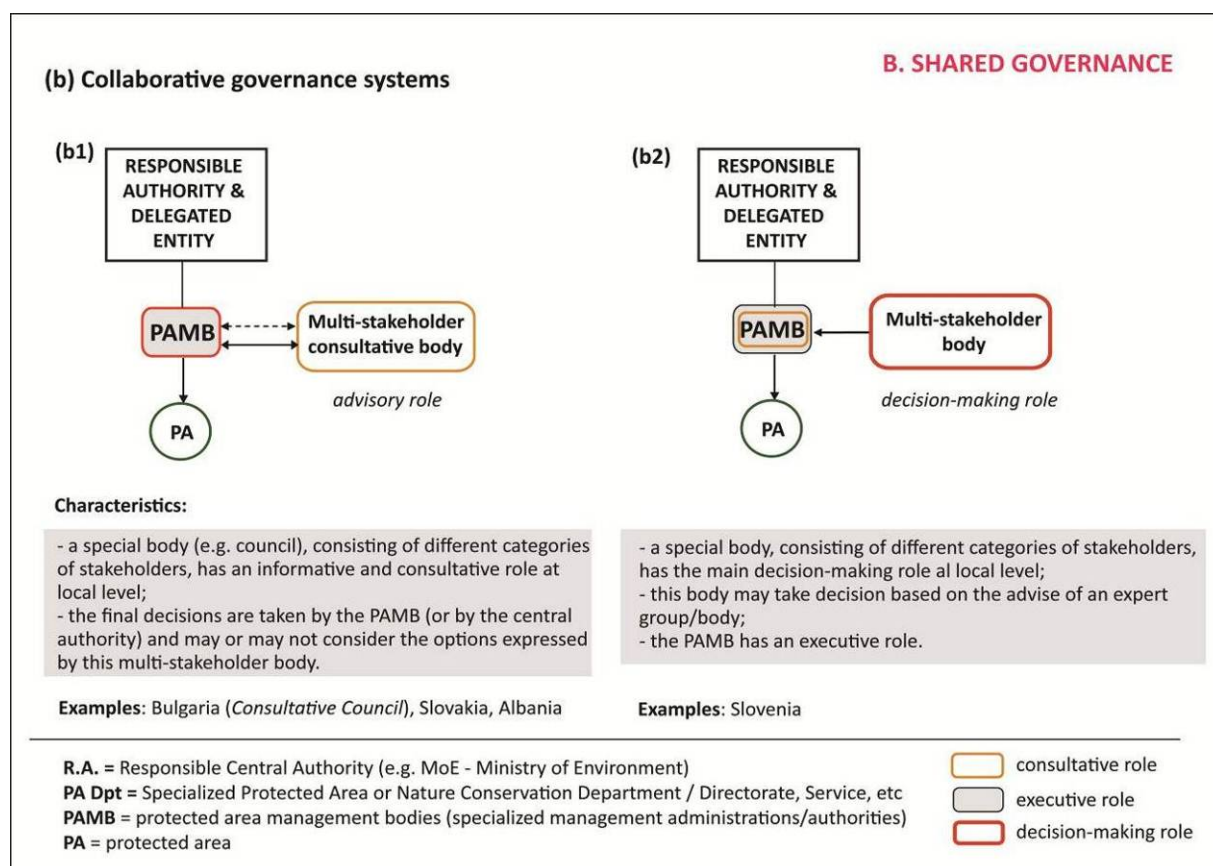 B. SHARED GOVERNANCE
(b) Collaborative governance systems
(b1)
RESPONSIBLE
AUTHORITY &
DELEGATED
ENTITY
PAMB
Multi-stakeholder
consultative body
advisory role
PA
(b2)
RESPONSIBLE
AUTHORITY &
DELEGATED
ENTITY
PAMB
Multi-stakeholder
body
decision-making role
PA
Characteristics:
- a special body (e.g. council), consisting of different categories
of stakeholders, has an informative and consultative role at
local level;
- the final decisions are taken by the PAMB (or by the central
authority) and may or may not consider the options expressed
by this multi-stakeholder body.
Examples: Bulgaria (Consultative Council), Slovakia, Albania
- a special body, consisting of different categories of stakeholders,
has the main decision-making role al local level;
- this body may take decision based on the advise of an expert
group/body;
- the PAMB has an executive role.
Examples: Slovenia
R.A. = Responsible Central Authority (e.g. MoE - Ministry of Environment)
PA Dpt = Specialized Protected Area or Nature Conservation Department / Directorate, Service, etc
PAMB = protected area management bodies (specialized management administrations/authorities)
PA = protected area
consultative role
executive role
decision-making role